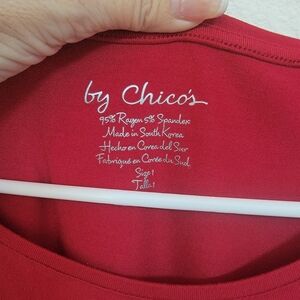 by Chico's
95% Rayon 5% Spandex
Made in South Korea
Hecho en Corea del Sur
Fabriqué en Corée du Sud
Size 1
Talla 1